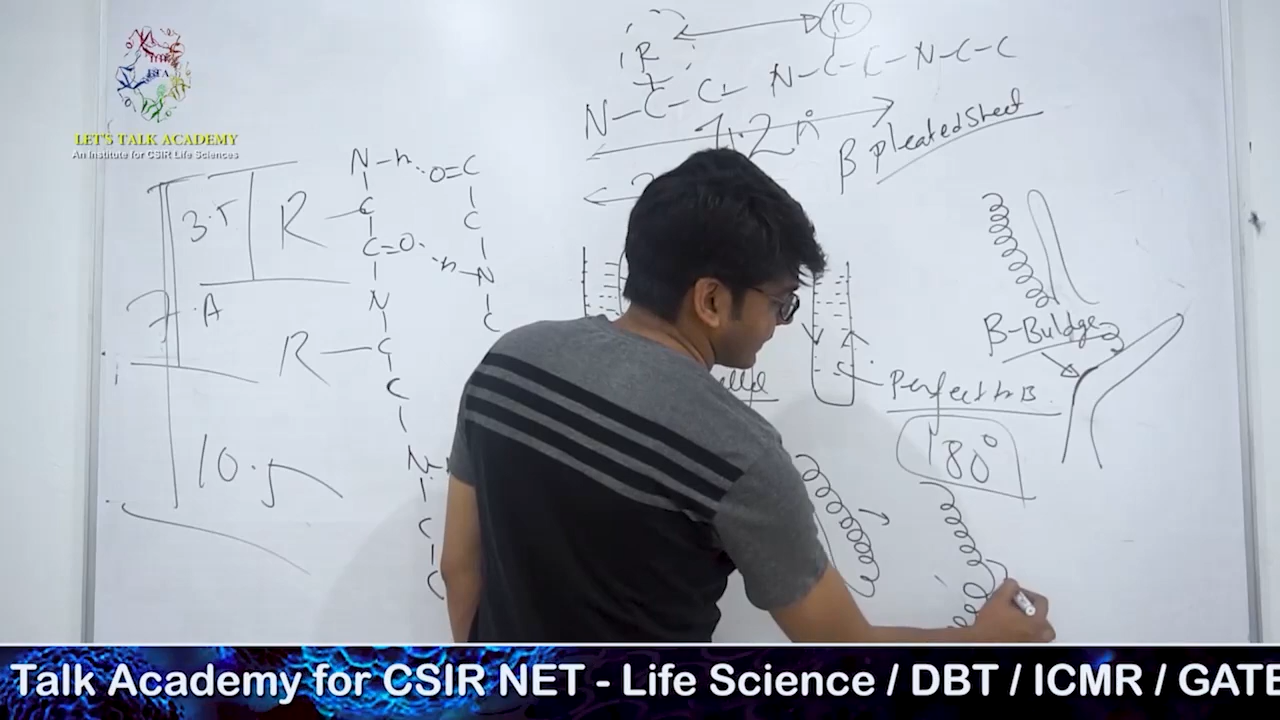 LET'S TALK ACADEMY
An Institute for CSIR Life Sciences
R
R
N-C-C-N-C-C-N-C-C
7.2 A°
β pleated sheet
N-H O=C
3.5
R
C
C
C=O
H-N
7.A
N
C
R
C
C
C
10.5
N
C
C
β-Buldge
Perfect
180°
Talk Academy for CSIR NET - Life Science / DBT / ICMR / GATE